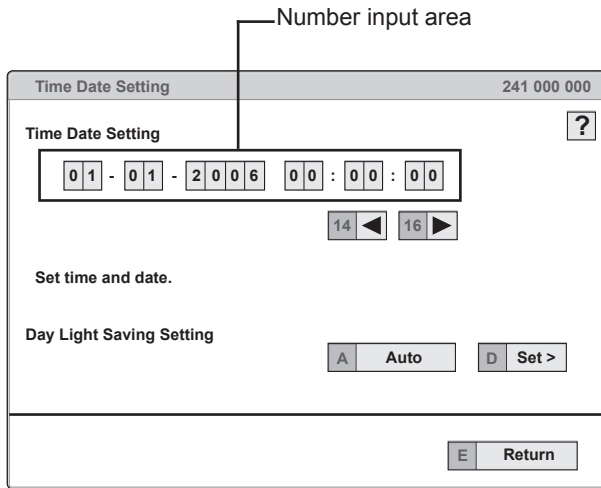 Number input area
Time Date Setting 241 000 000
?
Time Date Setting
01 - 01 - 2006 00 : 00 : 00
14 ◀ 16 ▶
Set time and date.
Day Light Saving Setting
A Auto D Set >
E Return